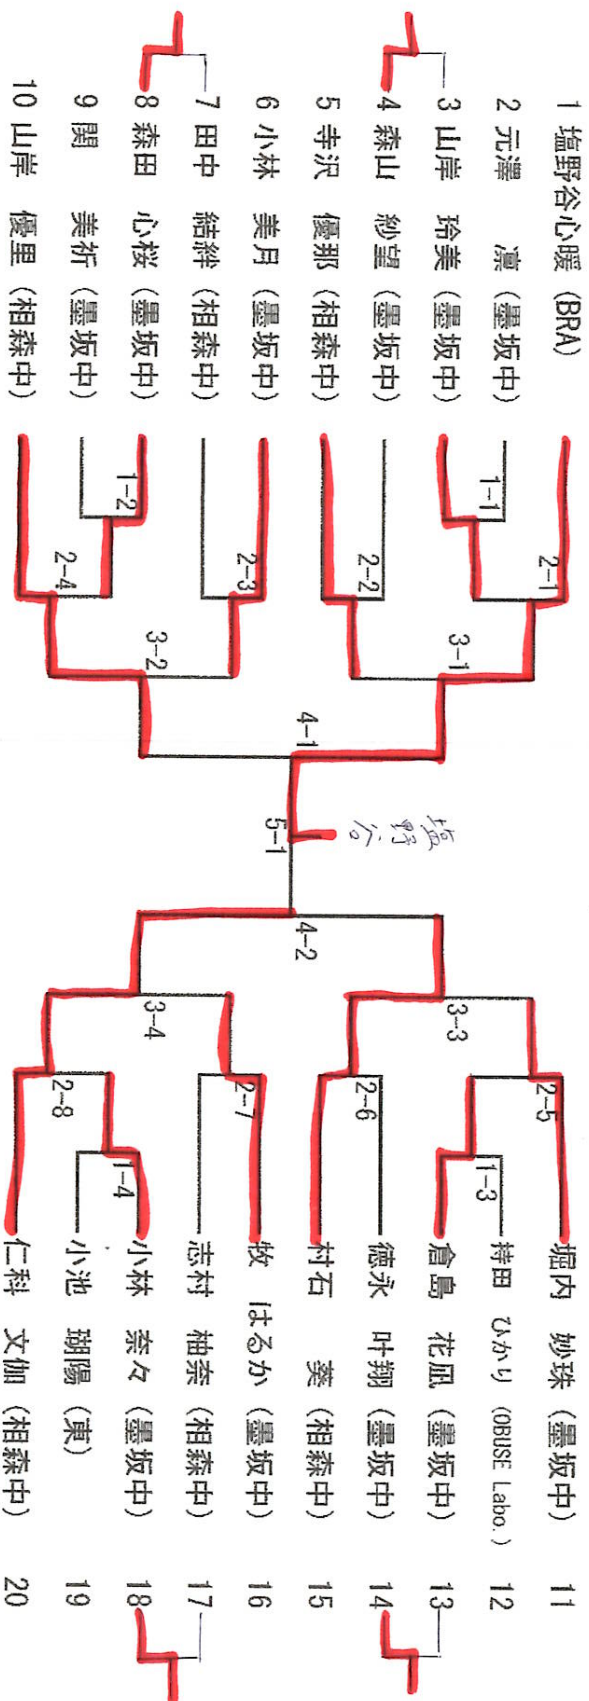 1 塩野谷心暖 (BRA)
2 元澤 凛 (墨坂中)
3 山岸 玲美 (墨坂中)
4 森山 紗望 (墨坂中)
5 寺沢 優那 (相森中)
6 小林 美月 (墨坂中)
7 田中 結絆 (相森中)
8 森田 心桜 (墨坂中)
9 関 美祈 (墨坂中)
10 山岸 優里 (相森中)
1-1
1-2
2-1
2-2
2-3
2-4
3-1
3-2
4-1
5-1
塩野谷
4-2
3-3
3-4
2-5
2-6
2-7
2-8
1-3
1-4
堀内 妙珠 (墨坂中) 11
持田 ひかり (OBUSE Labo.) 12
倉島 花凪 (墨坂中) 13
徳永 叶翔 (墨坂中) 14
村石 葵 (相森中) 15
牧 はるか (墨坂中) 16
志村 柚奈 (相森中) 17
小林 奈々 (墨坂中) 18
小池 瑚陽 (東) 19
仁科 文伽 (相森中) 20